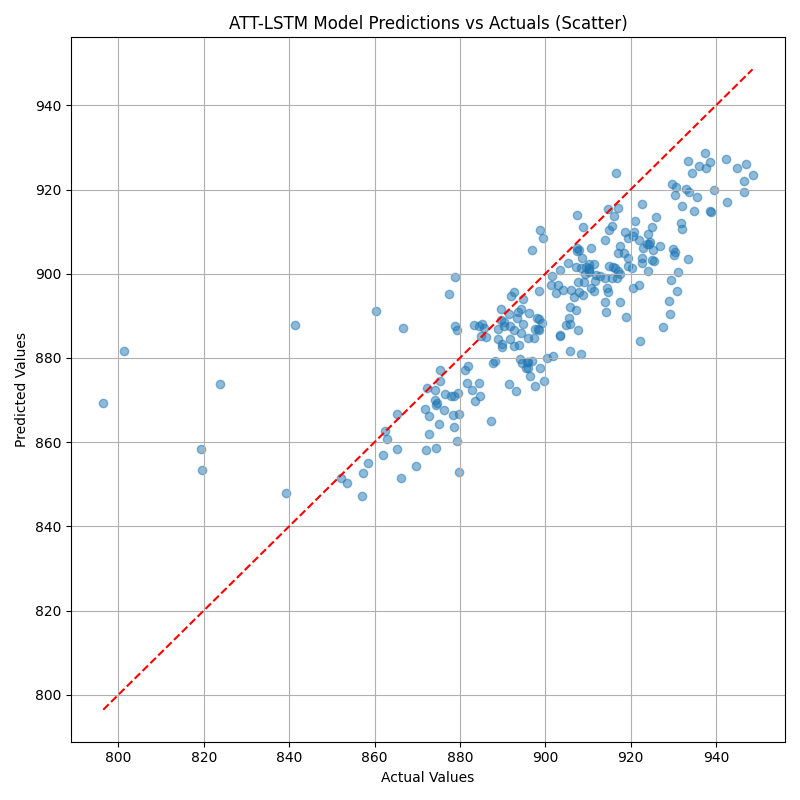 ATT-LSTM Model Predictions vs Actuals (Scatter)
Predicted Values
940
920
900
880
860
840
820
800
800 820 840 860 880 900 920 940
Actual Values